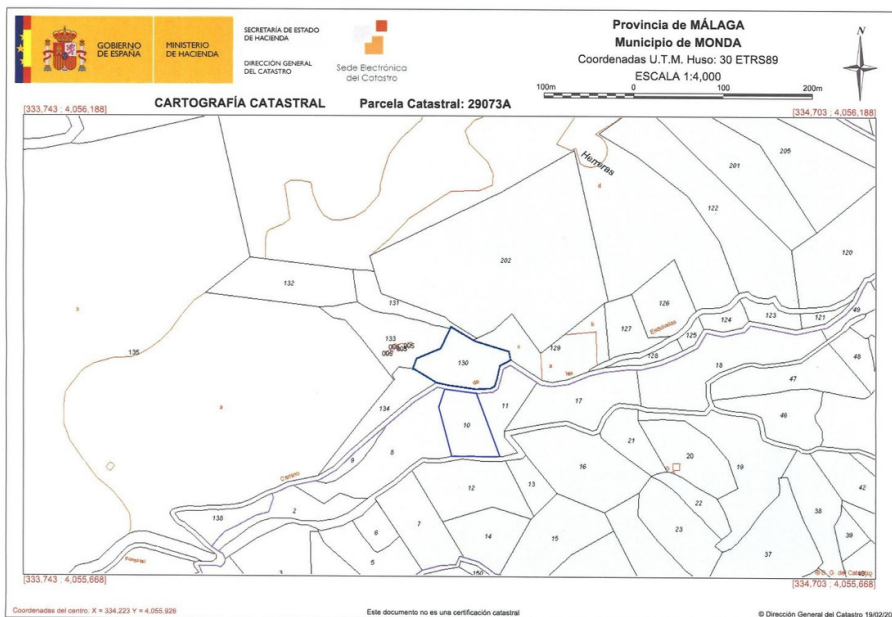 GOBIERNO
DE ESPAÑA
MINISTERIO
DE HACIENDA
SECRETARÍA DE ESTADO
DE HACIENDA
DIRECCIÓN GENERAL
DEL CATASTRO
Sede Electrónica
del Catastro
Provincia de MÁLAGA
Municipio de MONDA
Coordenadas U.T.M. Huso: 30 ETRS89
ESCALA 1:4,000
N
100m 0 100 200m
CARTOGRAFÍA CATASTRAL Parcela Catastral: 29073A
[333,743 ; 4,056,188]
[334,703 ; 4,056,188]
Herreras
205
201
122
120
202
132
131
126
127
129
128
125
124
123
121
49
133
005
130
135
a
134
10
11
17
18
48
47
46
8
9
Camino
21
20
19
16
138
2
12
13
7
6
5
14
15
22
23
42
38
39
37
[333,743 ; 4,055,668]
[334,703 ; 4,055,668]
Coordenadas del centro: X = 334,223 Y = 4,055,928
Este documento no es una certificación catastral
© Dirección General del Catastro 19/02/20